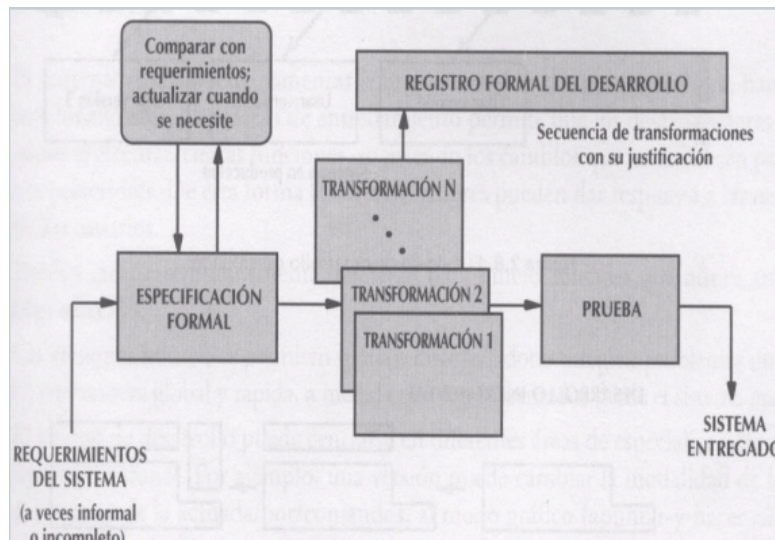 Comparar con
requerimientos;
actualizar cuando
se necesite
REGISTRO FORMAL DEL DESARROLLO
Secuencia de transformaciones
con su justificación
TRANSFORMACIÓN N
ESPECIFICACIÓN
FORMAL
TRANSFORMACIÓN 2
TRANSFORMACIÓN 1
PRUEBA
REQUERIMIENTOS
DEL SISTEMA
(a veces informal
o incompleto)
SISTEMA
ENTREGADO